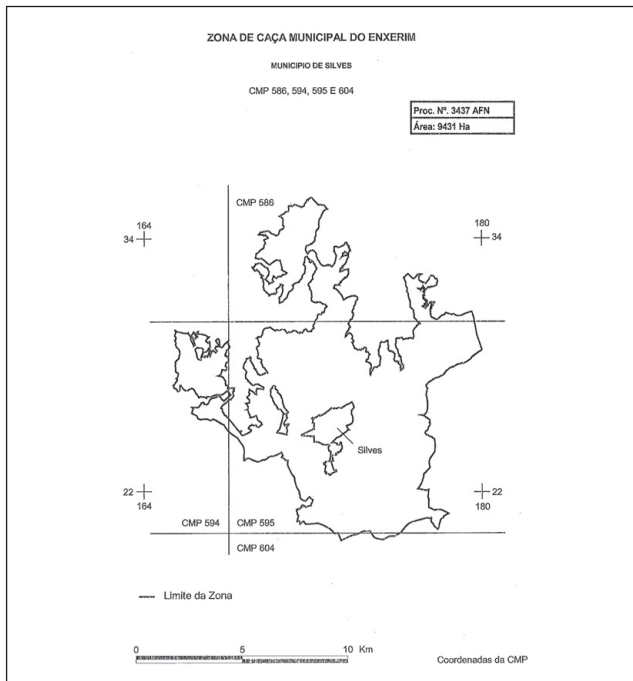 ZONA DE CAÇA MUNICIPAL DO ENXERIM
MUNICIPIO DE SILVES
CMP 586, 594, 595 E 604
Proc. Nº. 3437 AFN
Área: 9431 Ha
CMP 586
164
34
180
34
Silves
22
164
22
180
CMP 594
CMP 595
CMP 604
Limite da Zona
0
5
10 Km
Coordenadas da CMP